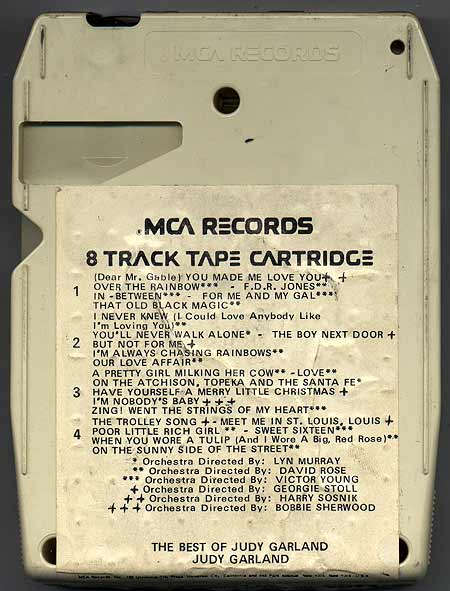 MCA RECORDS
MCA RECORDS
8 TRACK TAPE CARTRIDGE
(Dear Mr. Gable) YOU MADE ME LOVE YOU+ +
1 OVER THE RAINBOW*** - F.D.R. JONES**
IN -BETWEEN*** - FOR ME AND MY GAL***
THAT OLD BLACK MAGIC**
I NEVER KNEW (I Could Love Anybody Like
I'm Loving You)**
YOU'LL NEVER WALK ALONE* - THE BOY NEXT DOOR +
2 BUT NOT FOR ME +
I'M ALWAYS CHASING RAINBOWS**
OUR LOVE AFFAIR**
A PRETTY GIRL MILKING HER COW** -LOVE**
ON THE ATCHISON, TOPEKA AND THE SANTA FE*
3 HAVE YOURSELF A MERRY LITTLE CHRISTMAS +
I'M NOBODY'S BABY + + +
ZING! WENT THE STRINGS OF MY HEART***
THE TROLLEY SONG + - MEET ME IN ST. LOUIS, LOUIS +
4 POOR LITTLE RICH GIRL** - SWEET SIXTEEN***
WHEN YOU WORE A TULIP (And I Wore A Big, Red Rose)**
ON THE SUNNY SIDE OF THE STREET**
* Orchestra Directed By: LYN MURRAY
** Orchestra Directed By: DAVID ROSE
*** Orchestra Directed By: VICTOR YOUNG
+ Orchestra Directed By: GEORGIE STOLL
+ + Orchestra Directed By: HARRY SOSNIK
+ + + Orchestra Directed By: BOBBIE SHERWOOD
THE BEST OF JUDY GARLAND
JUDY GARLAND